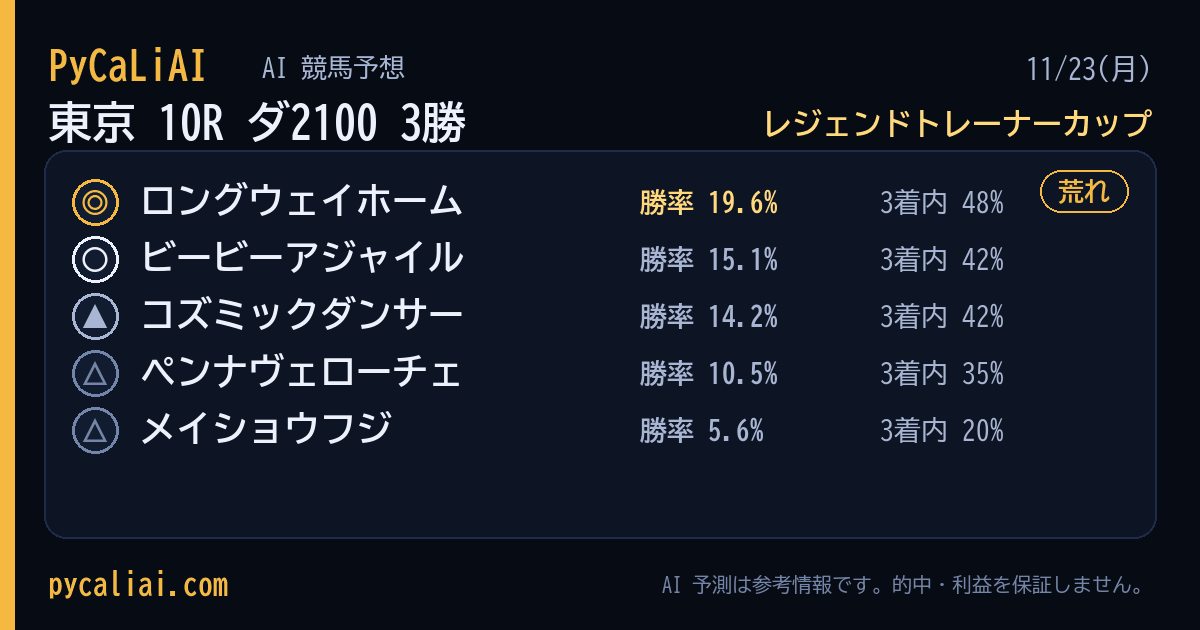 PyCaLiAI AI 競馬予想 11/23(月)
東京 10R ダ2100 3勝 レジェンドトレーナーカップ
◎ ロングウェイホーム 勝率 19.6% 3着内 48% 荒れ
○ ビービーアジャイル 勝率 15.1% 3着内 42%
▲ コズミックダンサー 勝率 14.2% 3着内 42%
△ ペンナヴェローチェ 勝率 10.5% 3着内 35%
△ メイショウフジ 勝率 5.6% 3着内 20%
pycaliai.com AI 予測は参考情報です。的中・利益を保証しません。